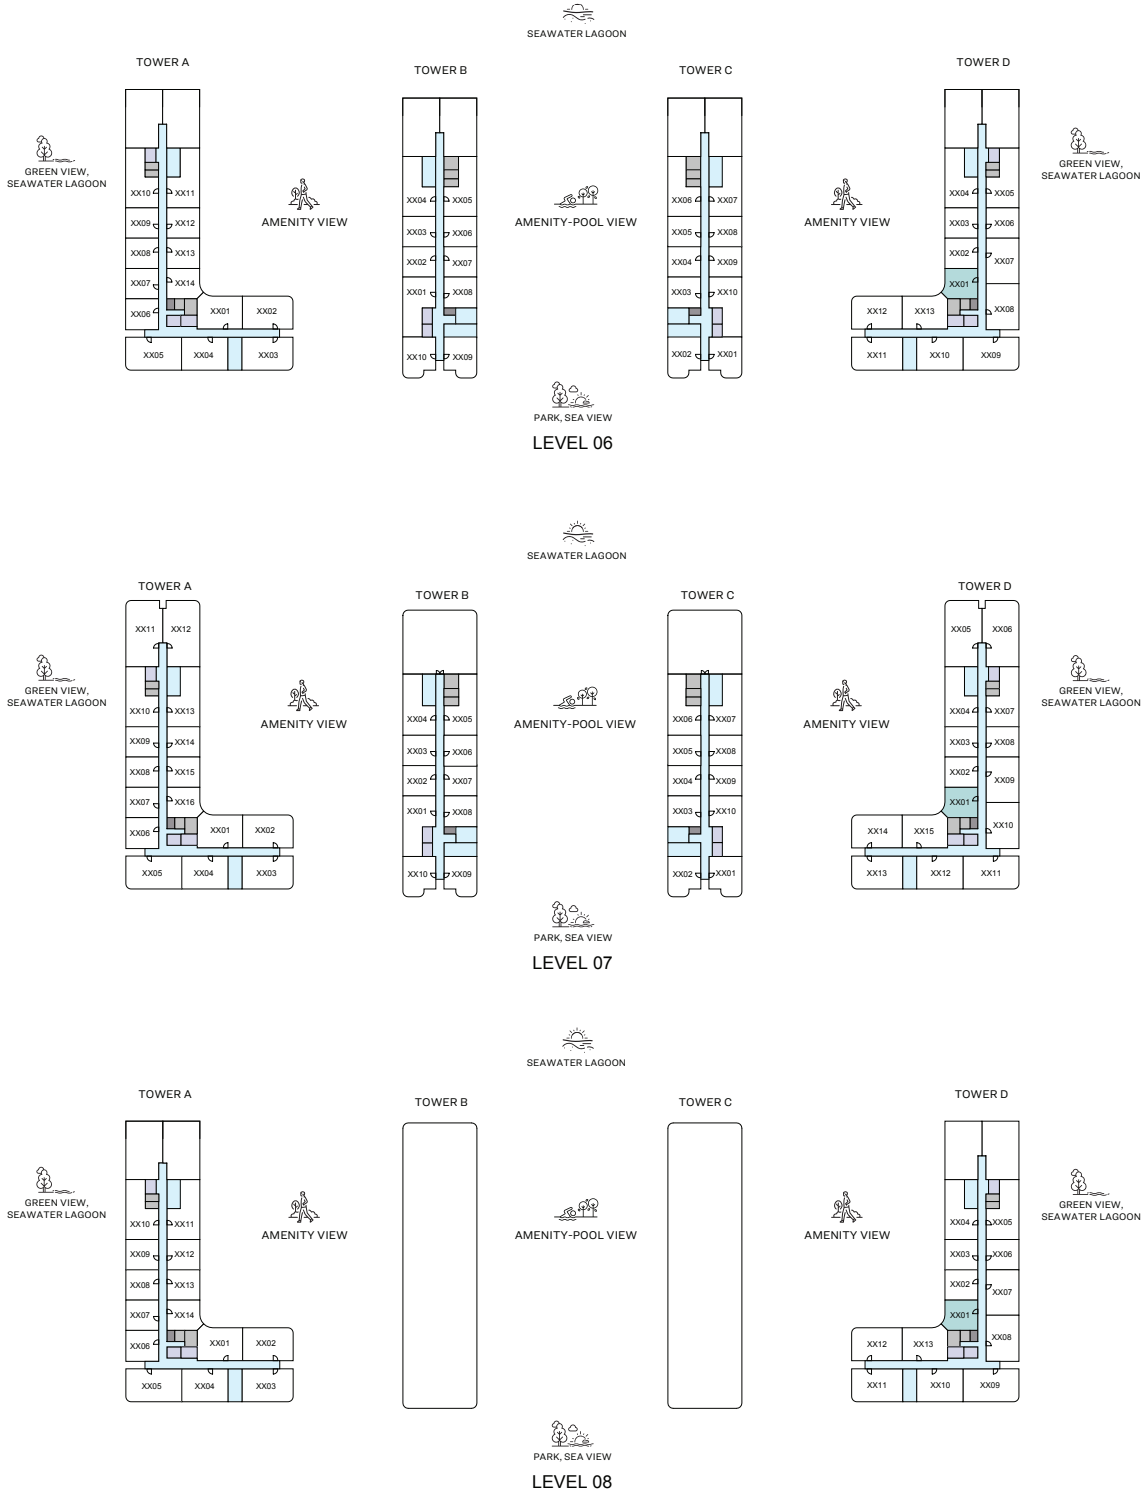 SEAWATER LAGOON
TOWER A
TOWER B
TOWER C
TOWER D
GREEN VIEW,
SEAWATER LAGOON
AMENITY VIEW
AMENITY-POOL VIEW
AMENITY VIEW
GREEN VIEW,
SEAWATER LAGOON
XX10 XX11
XX09 XX12
XX08 XX13
XX07 XX14
XX06 XX01 XX02
XX05 XX04 XX03
XX04 XX05
XX03 XX06
XX02 XX07
XX01 XX08
XX10 XX09
XX06 XX07
XX05 XX08
XX04 XX09
XX03 XX10
XX02 XX01
XX04 XX05
XX03 XX06
XX02 XX07
XX01
XX12 XX13 XX08
XX11 XX10 XX09
PARK, SEA VIEW
LEVEL 06
SEAWATER LAGOON
TOWER A
TOWER B
TOWER C
TOWER D
GREEN VIEW,
SEAWATER LAGOON
AMENITY VIEW
AMENITY-POOL VIEW
AMENITY VIEW
GREEN VIEW,
SEAWATER LAGOON
XX11 XX12
XX10 XX13
XX09 XX14
XX08 XX15
XX07 XX16
XX06 XX01 XX02
XX05 XX04 XX03
XX04 XX05
XX03 XX06
XX02 XX07
XX01 XX08
XX10 XX09
XX06 XX07
XX05 XX08
XX04 XX09
XX03 XX10
XX02 XX01
XX05 XX06
XX04 XX07
XX03 XX08
XX02 XX09
XX01
XX14 XX15 XX10
XX13 XX12 XX11
PARK, SEA VIEW
LEVEL 07
SEAWATER LAGOON
TOWER A
TOWER B
TOWER C
TOWER D
GREEN VIEW,
SEAWATER LAGOON
AMENITY VIEW
AMENITY-POOL VIEW
AMENITY VIEW
GREEN VIEW,
SEAWATER LAGOON
XX10 XX11
XX09 XX12
XX08 XX13
XX07 XX14
XX06 XX01 XX02
XX05 XX04 XX03
XX04 XX05
XX03 XX06
XX02 XX07
XX01
XX12 XX13 XX08
XX11 XX10 XX09
PARK, SEA VIEW
LEVEL 08